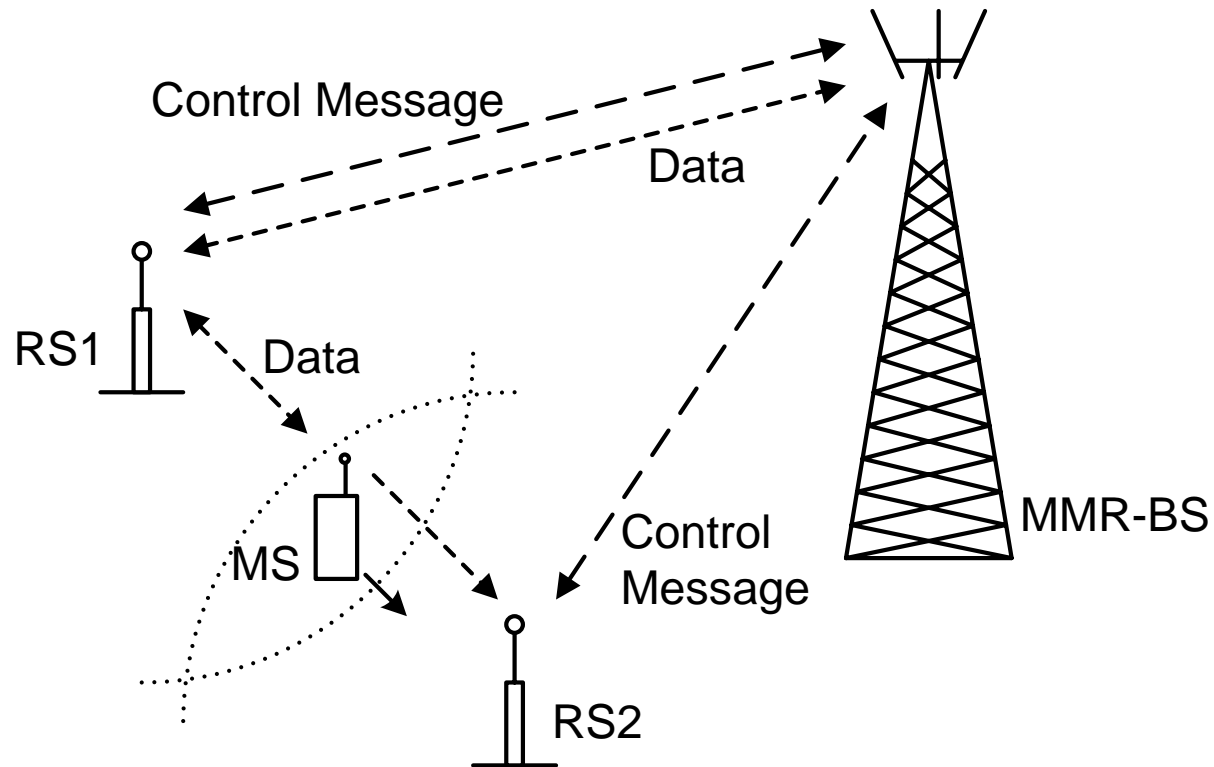 Control Message
Data
RS1
Data
MMR-BS
MS
Control
Message
RS2